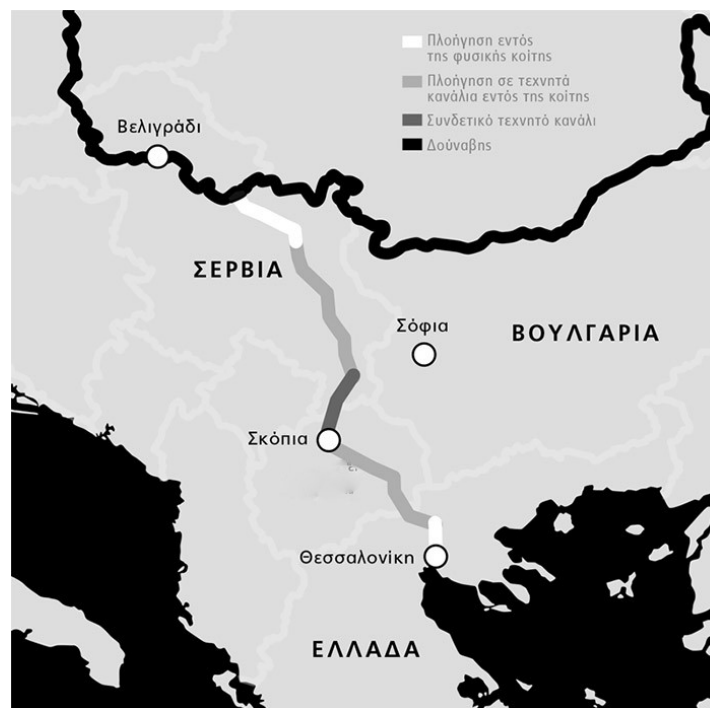 Πλοήγηση εντός
της φυσικής κοίτης
Πλοήγηση σε τεχνητά
κανάλια εντός της κοίτης
Συνδετικό τεχνητό κανάλι
Δούναβης
Βελιγράδι
ΣΕΡΒΙΑ
Σόφια
ΒΟΥΛΓΑΡΙΑ
Σκόπια
Θεσσαλονίκη
ΕΛΛΑΔΑ